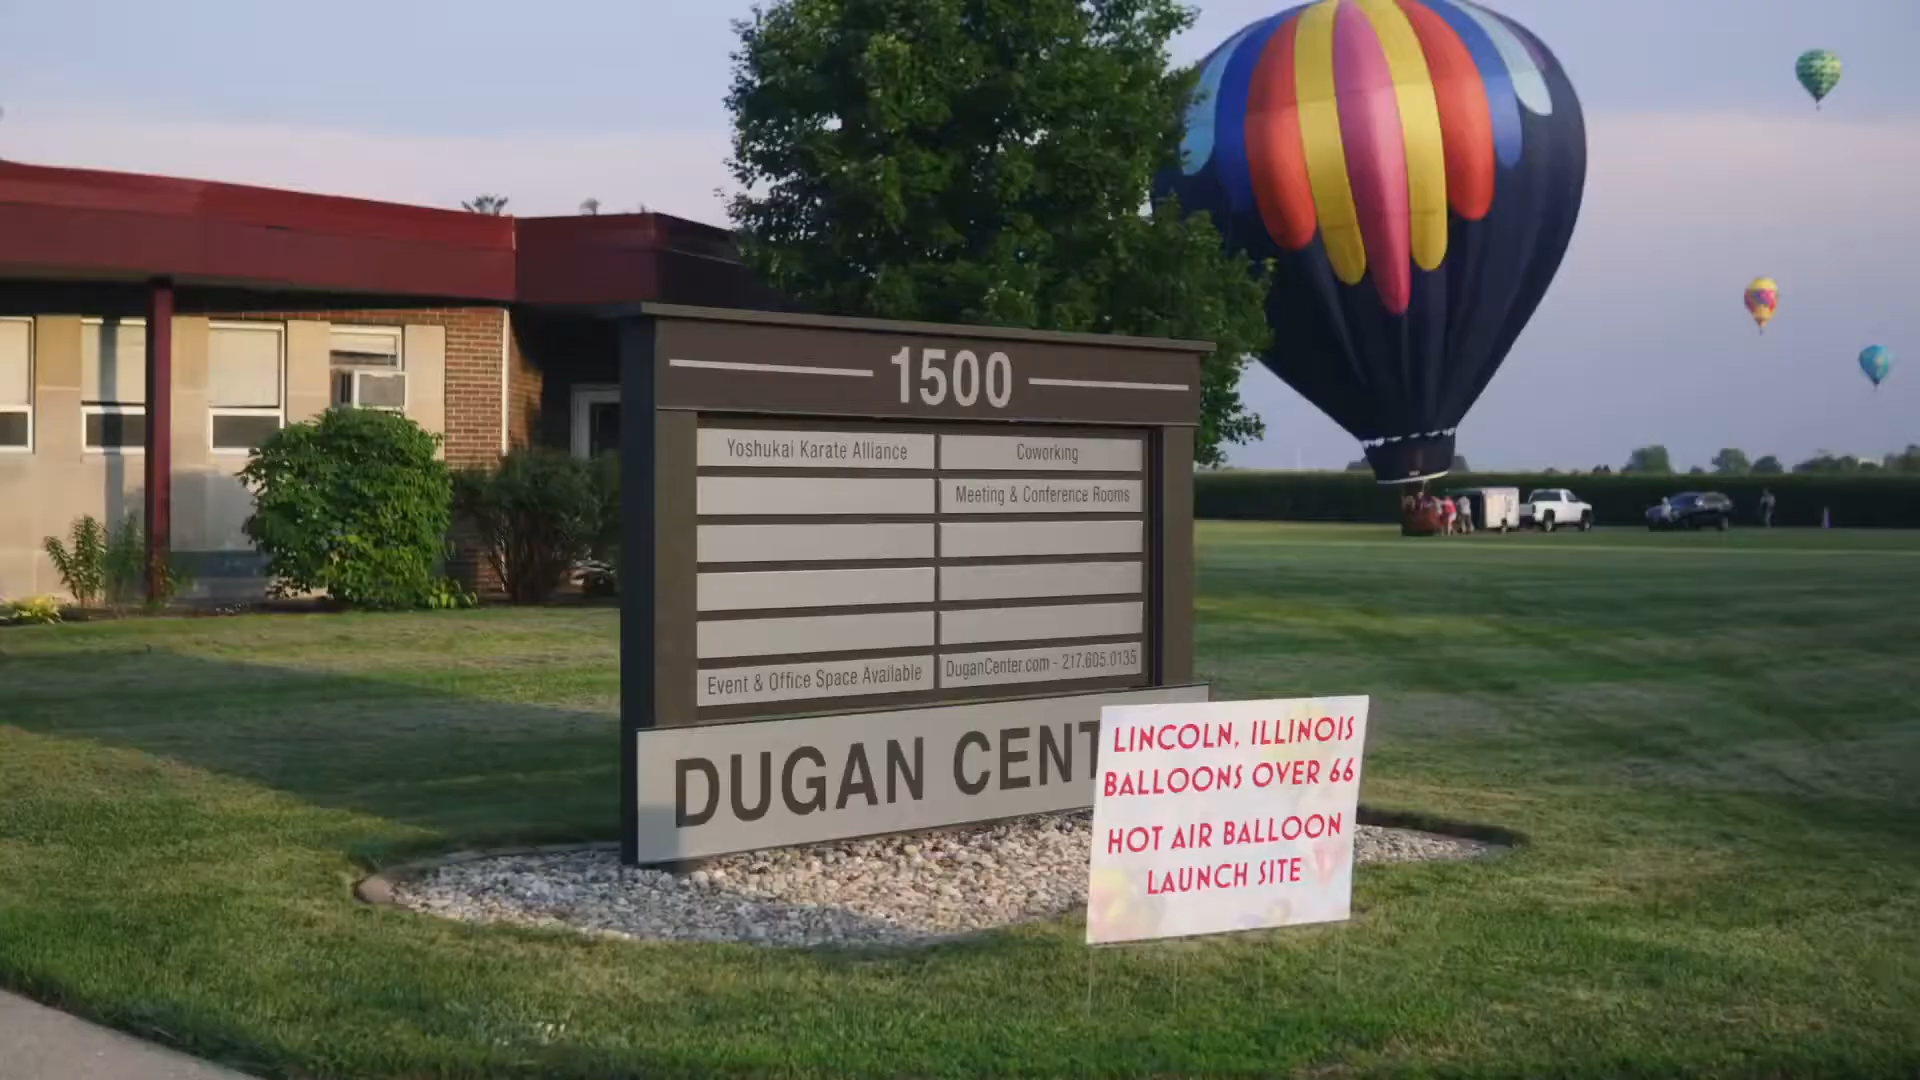 1500
Yoshukai Karate Alliance
Coworking
Meeting & Conference Rooms
Event & Office Space Available
DuganCenter.com - 217.605.0135
DUGAN CENT
LINCOLN, ILLINOIS
BALLOONS OVER 66
HOT AIR BALLOON
LAUNCH SITE